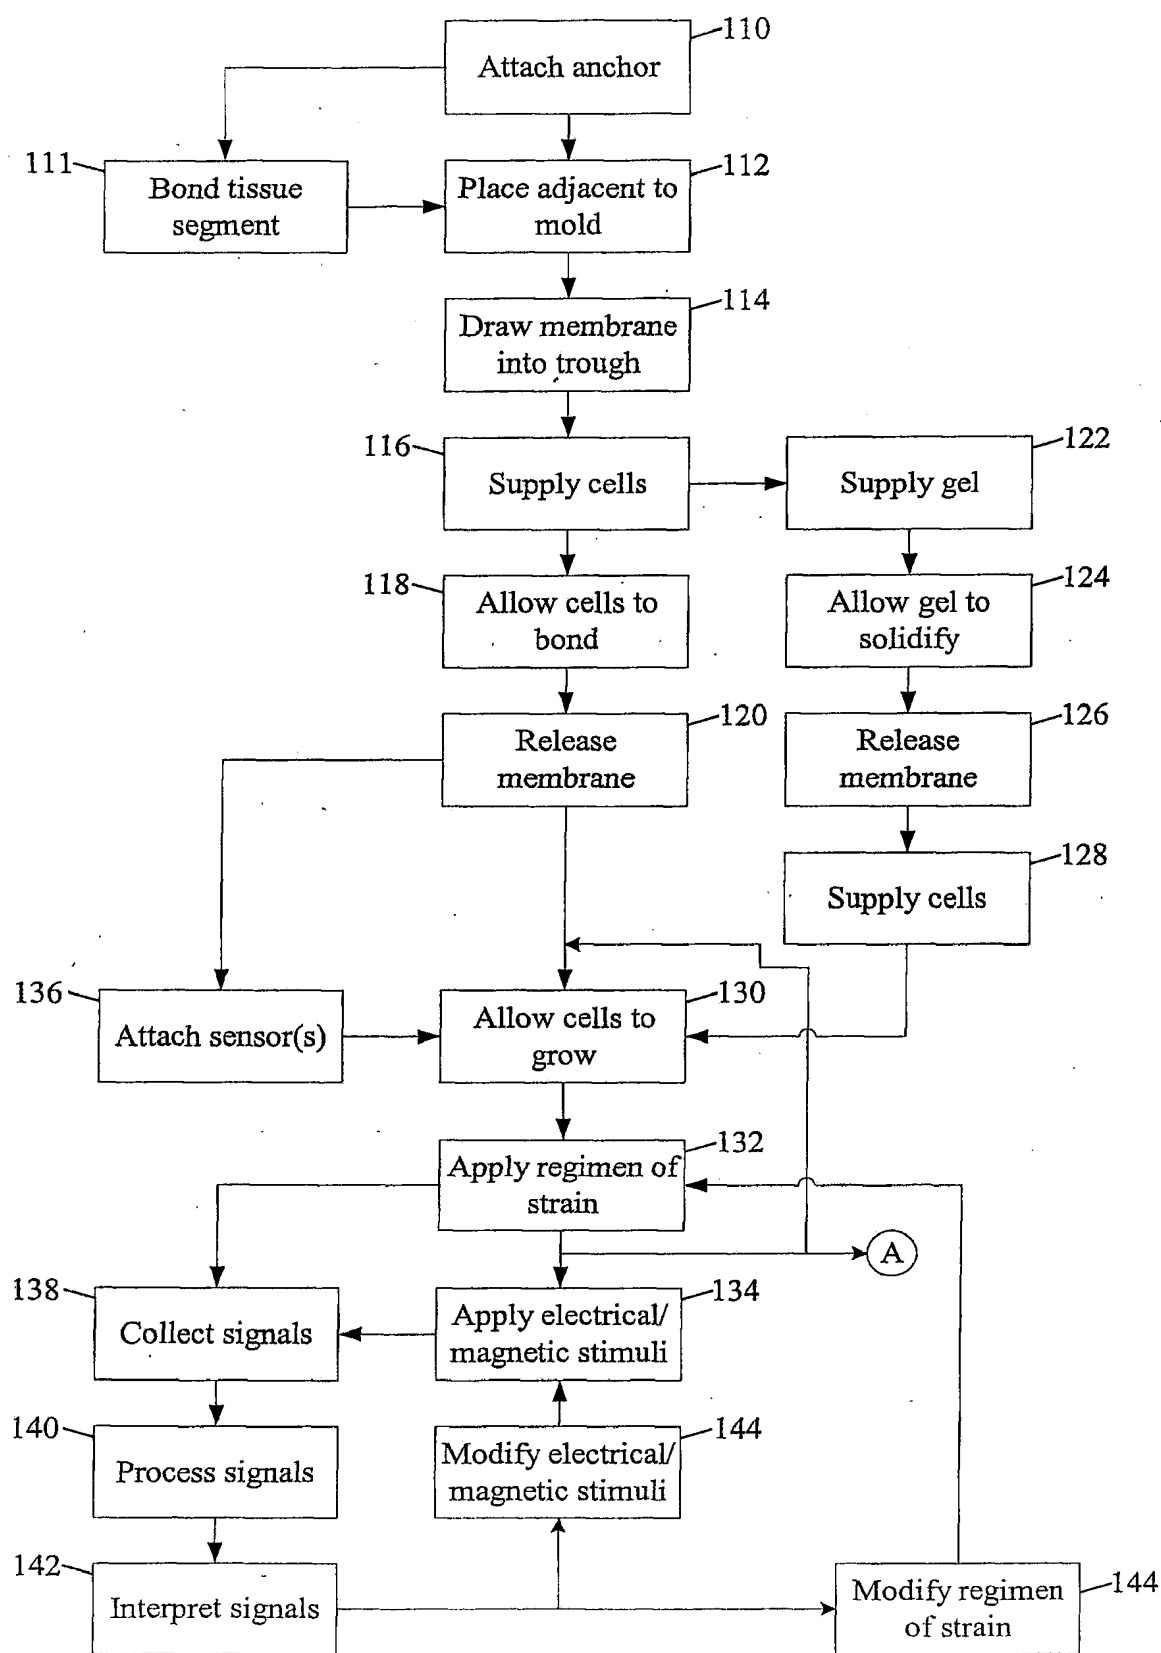 110
Attach anchor
111
Bond tissue
segment
112
Place adjacent to
mold
114
Draw membrane
into trough
116
Supply cells
122
Supply gel
118
Allow cells to
bond
124
Allow gel to
solidify
120
Release
membrane
126
Release
membrane
128
Supply cells
136
Attach sensor(s)
130
Allow cells to
grow
132
Apply regimen of
strain
A
138
Collect signals
134
Apply electrical/
magnetic stimuli
140
Process signals
144
Modify electrical/
magnetic stimuli
142
Interpret signals
144
Modify regimen
of strain